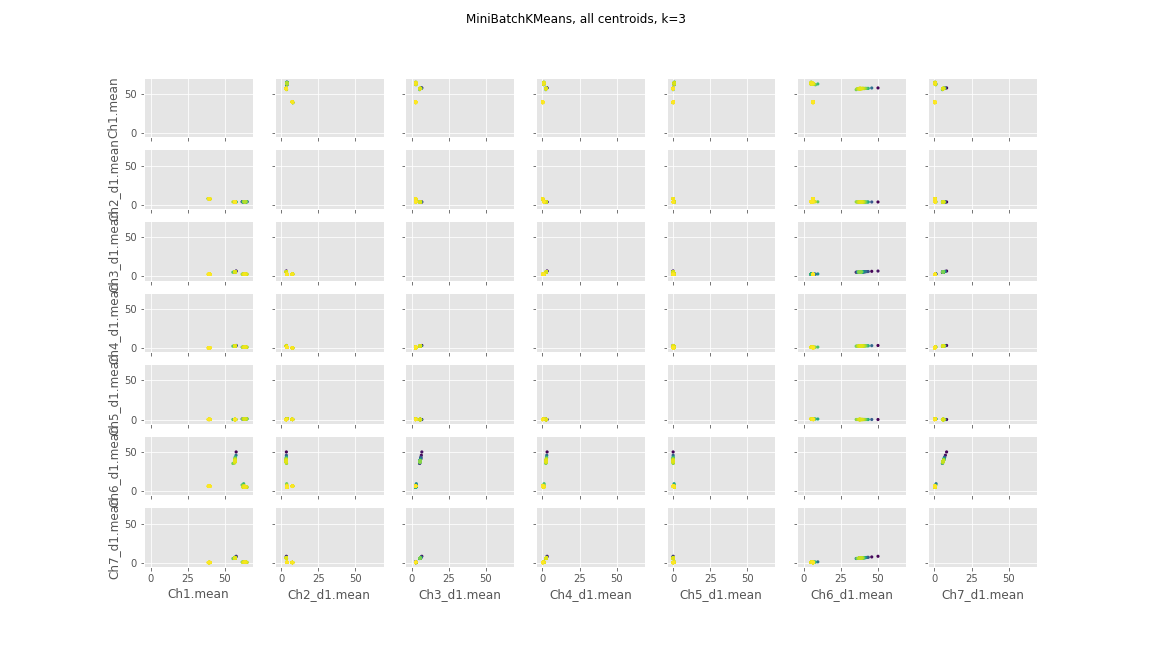 MiniBatchKMeans, all centroids, k=3
Ch1.mean
50
0
Ch2_d1.mean
50
0
Ch3_d1.mean
50
0
Ch4_d1.mean
50
0
Ch5_d1.mean
50
0
Ch6_d1.mean
50
0
Ch7_d1.mean
50
0
0 25 50 0 25 50 0 25 50 0 25 50 0 25 50 0 25 50 0 25 50
Ch1.mean Ch2_d1.mean Ch3_d1.mean Ch4_d1.mean Ch5_d1.mean Ch6_d1.mean Ch7_d1.mean